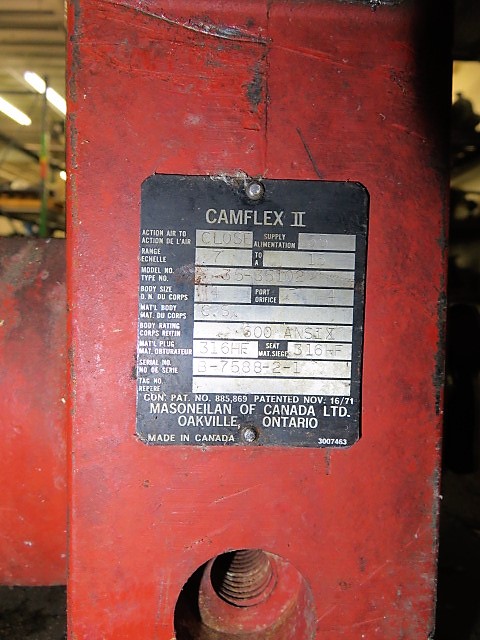 CAMFLEX II
ACTION AIR TO CLOSE SUPPLY
ACTION DE L'AIR ALIMENTATION
RANGE 7 TO
ECHELLE A
MODEL NO.
TYPE NO.
BODY SIZE PORT
D.N. DU CORPS ORIFICE
MAT'L BODY
MAT. DU CORPS
BODY RATING 600 ANSI
CORPS RE(T)N
MAT'L PLUG 316HF SEAT 316HF
MAT. OBTURATEUR MAT. SIEGE
SERIAL NO. B-7588-2-1
NO DE SERIE
TAG NO.
REPERE
CON. PAT. NO. 885,869 PATENTED NOV. 16/71
MASONEILAN OF CANADA LTD.
OAKVILLE, ONTARIO
MADE IN CANADA 3007463